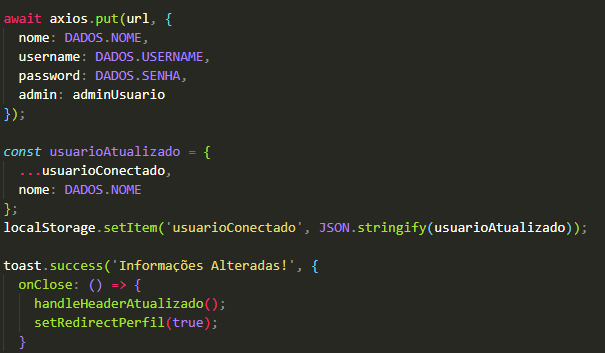 await axios.put(url, {
  nome: DADOS.NOME,
  username: DADOS.USERNAME,
  password: DADOS.SENHA,
  admin: adminUsuario
});

const usuarioAtualizado = {
  ...usuarioConectado,
  nome: DADOS.NOME
};
localStorage.setItem('usuarioConectado', JSON.stringify(usuarioAtualizado));

toast.success('Informações Alteradas!', {
  onClose: () => {
    handleHeaderAtualizado();
    setRedirectPerfil(true);
  }